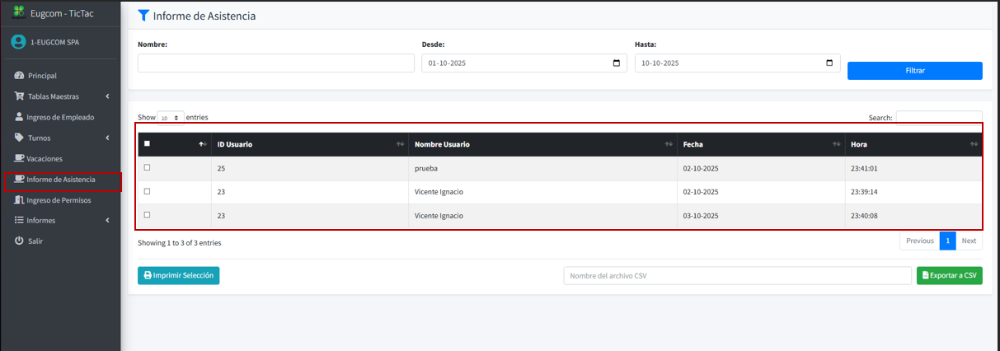 Eugcom - TicTac
1-EUGCOM SPA
Principal
Tablas Maestras
Ingreso de Empleado
Turnos
Vacaciones
Informe de Asistencia
Ingreso de Permisos
Informes
Salir
Informe de Asistencia
Nombre: Desde: Hasta:
01-10-2025 10-10-2025 Filtrar
Show 10 entries Search:
ID Usuario Nombre Usuario Fecha Hora
25 prueba 02-10-2025 23:41:01
23 Vicente Ignacio 02-10-2025 23:39:14
23 Vicente Ignacio 03-10-2025 23:40:08
Showing 1 to 3 of 3 entries Previous 1 Next
Imprimir Selección Nombre del archivo CSV Exportar a CSV